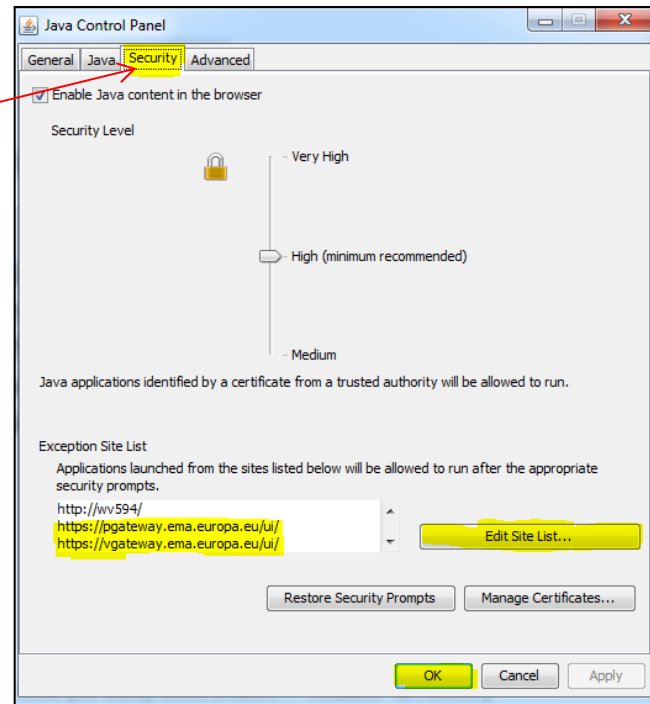 Java Control Panel
General Java Security Advanced
Enable Java content in the browser
Security Level
- Very High
- High (minimum recommended)
- Medium
Java applications identified by a certificate from a trusted authority will be allowed to run.
Exception Site List
Applications launched from the sites listed below will be allowed to run after the appropriate
security prompts.
http://wv594/
https://pgateway.ema.europa.eu/ui/
https://vgateway.ema.europa.eu/ui/
Edit Site List...
Restore Security Prompts Manage Certificates...
OK Cancel Apply